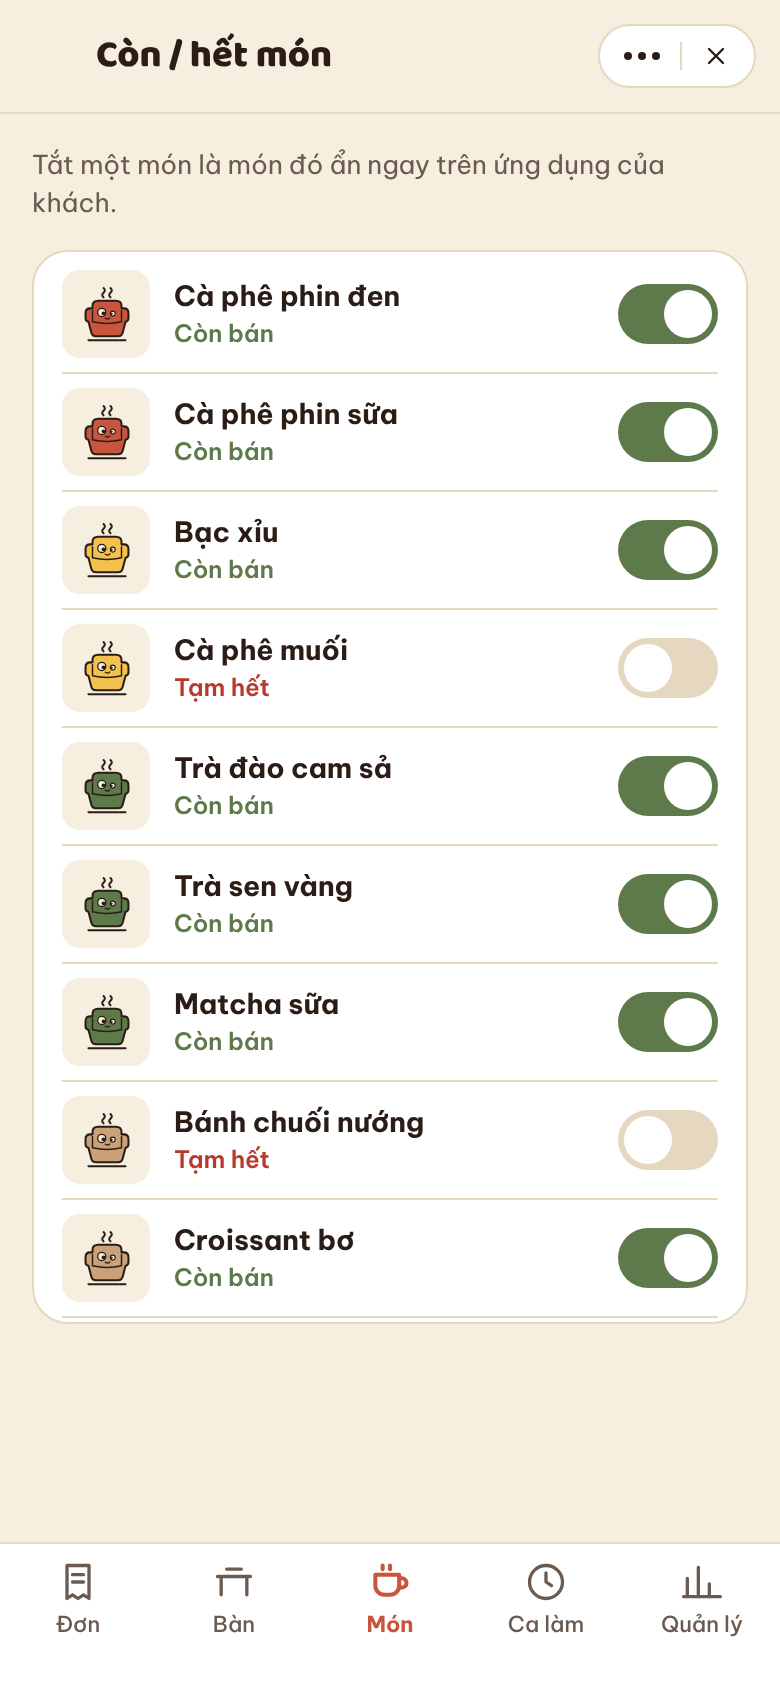 Còn / hết món
Tắt một món là món đó ẩn ngay trên ứng dụng của
khách.
Cà phê phin đen
Còn bán
Cà phê phin sữa
Còn bán
Bạc xỉu
Còn bán
Cà phê muối
Tạm hết
Trà đào cam sả
Còn bán
Trà sen vàng
Còn bán
Matcha sữa
Còn bán
Bánh chuối nướng
Tạm hết
Croissant bơ
Còn bán
Đơn
Bàn
Món
Ca làm
Quản lý